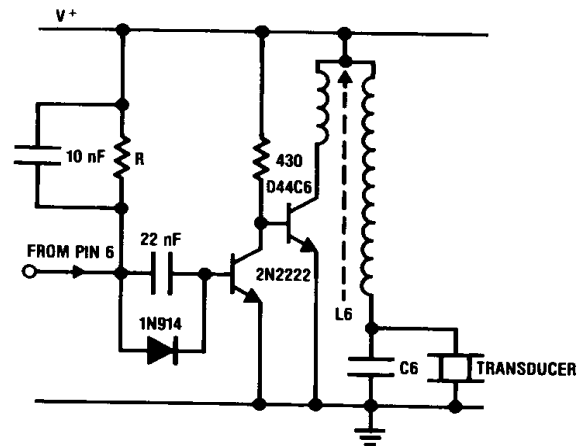 V+
10 nF
R
430
D44C6
FROM PIN 6
22 nF
2N2222
1N914
L6
C6
TRANSDUCER